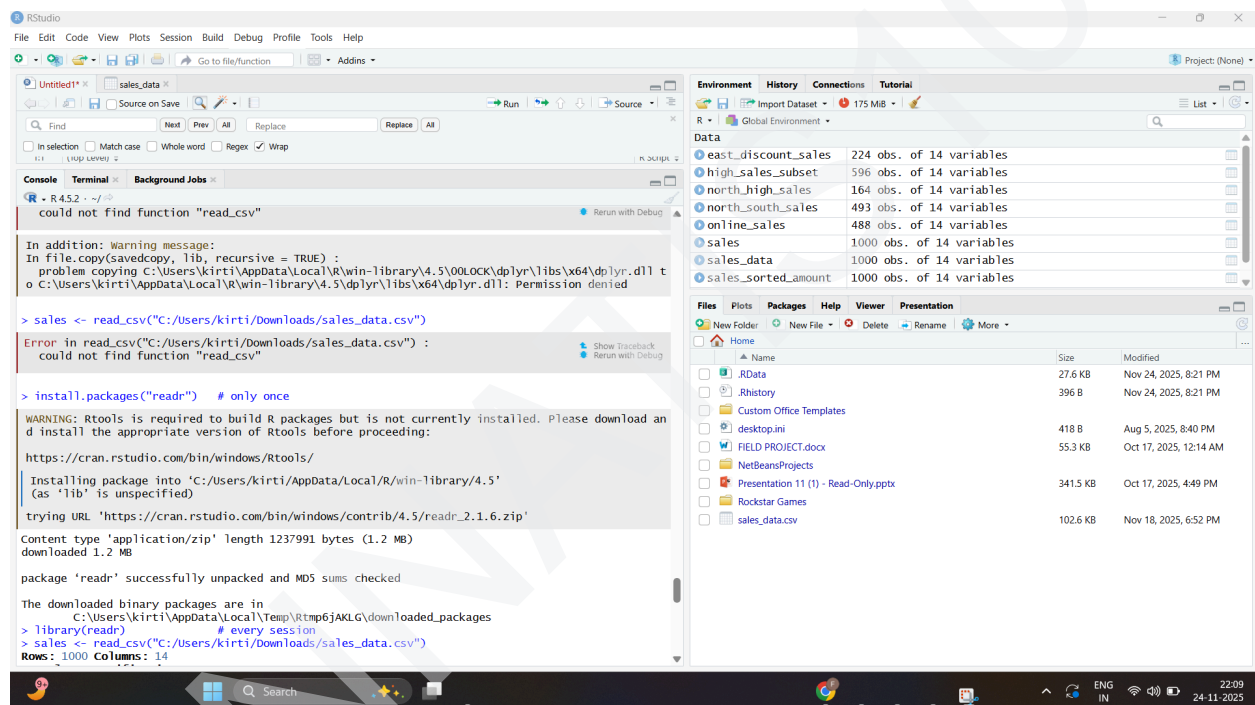 RStudio
File Edit Code View Plots Session Build Debug Profile Tools Help
Go to file/function Addins Project: (None)
Untitled1* sales_data
Source on Save Run Source
Find Next Prev All Replace Replace All
In selection Match case Whole word Regex Wrap
1:1 (Top Level) R Script
Console Terminal Background Jobs
R 4.5.2 · ~/
could not find function "read_csv"
Rerun with Debug
In addition: Warning message:
In file.copy(savedcopy, lib, recursive = TRUE) :
problem copying C:\Users\kirti\AppData\Local\R\win-library\4.5\00LOCK\dplyr\libs\x64\dplyr.dll t
o C:\Users\kirti\AppData\Local\R\win-library\4.5\dplyr\libs\x64\dplyr.dll: Permission denied
> sales <- read_csv("C:/Users/kirti/Downloads/sales_data.csv")
Error in read_csv("C:/Users/kirti/Downloads/sales_data.csv") :
could not find function "read_csv"
Show Traceback
Rerun with Debug
> install.packages("readr") # only once
WARNING: Rtools is required to build R packages but is not currently installed. Please download an
d install the appropriate version of Rtools before proceeding:
https://cran.rstudio.com/bin/windows/Rtools/
Installing package into ‘C:/Users/kirti/AppData/Local/R/win-library/4.5’
(as ‘lib’ is unspecified)
trying URL 'https://cran.rstudio.com/bin/windows/contrib/4.5/readr_2.1.6.zip'
Content type 'application/zip' length 1237991 bytes (1.2 MB)
downloaded 1.2 MB
package ‘readr’ successfully unpacked and MD5 sums checked
The downloaded binary packages are in
C:\Users\kirti\AppData\Local\Temp\Rtmp6jAKLG\downloaded_packages
> library(readr) # every session
> sales <- read_csv("C:/Users/kirti/Downloads/sales_data.csv")
Rows: 1000 Columns: 14
Environment History Connections Tutorial
Import Dataset 175 MiB List
R Global Environment
Data
east_discount_sales 224 obs. of 14 variables
high_sales_subset 596 obs. of 14 variables
north_high_sales 164 obs. of 14 variables
north_south_sales 493 obs. of 14 variables
online_sales 488 obs. of 14 variables
sales 1000 obs. of 14 variables
sales_data 1000 obs. of 14 variables
sales_sorted_amount 1000 obs. of 14 variables
Files Plots Packages Help Viewer Presentation
New Folder New File Delete Rename More
Home ...
Name Size Modified
.RData 27.6 KB Nov 24, 2025, 8:21 PM
.Rhistory 396 B Nov 24, 2025, 8:21 PM
Custom Office Templates
desktop.ini 418 B Aug 5, 2025, 8:40 PM
FIELD PROJECT.docx 55.3 KB Oct 17, 2025, 12:14 AM
NetBeansProjects
Presentation 11 (1) - Read-Only.pptx 341.5 KB Oct 17, 2025, 4:49 PM
Rockstar Games
sales_data.csv 102.6 KB Nov 18, 2025, 6:52 PM
9+ Search ENG 22:09
IN 24-11-2025